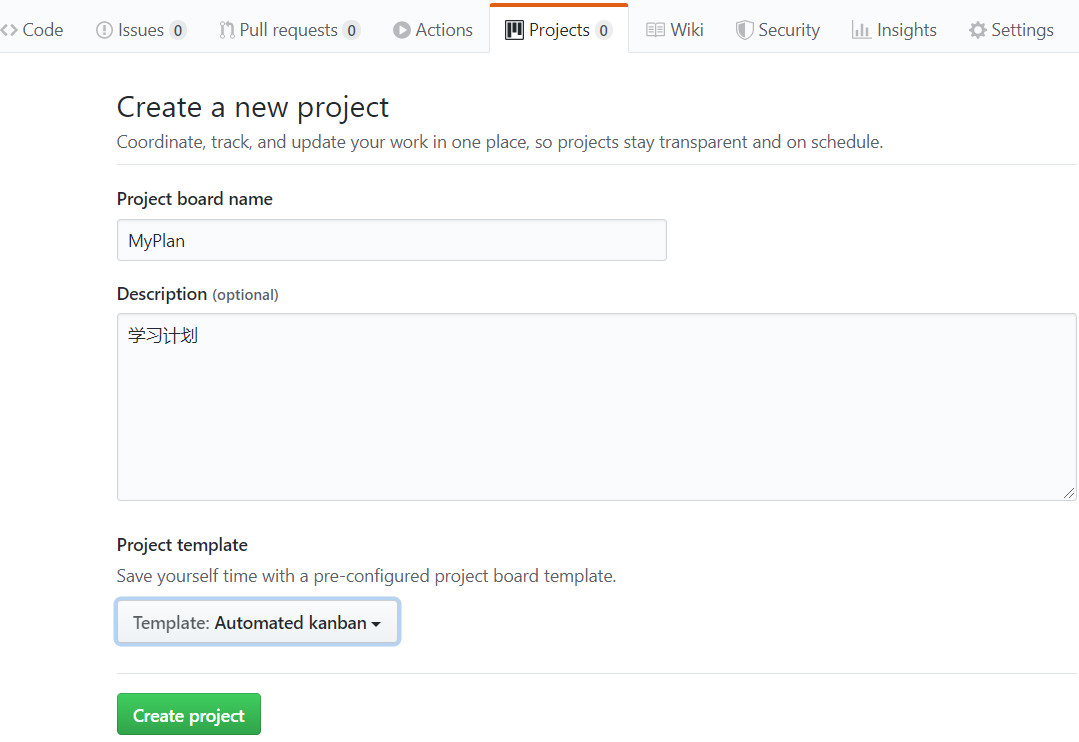 Code Issues 0 Pull requests 0 Actions Projects 0 Wiki Security Insights Settings
Create a new project
Coordinate, track, and update your work in one place, so projects stay transparent and on schedule.
Project board name
MyPlan
Description (optional)
学习计划
Project template
Save yourself time with a pre-configured project board template.
Template: Automated kanban
Create project